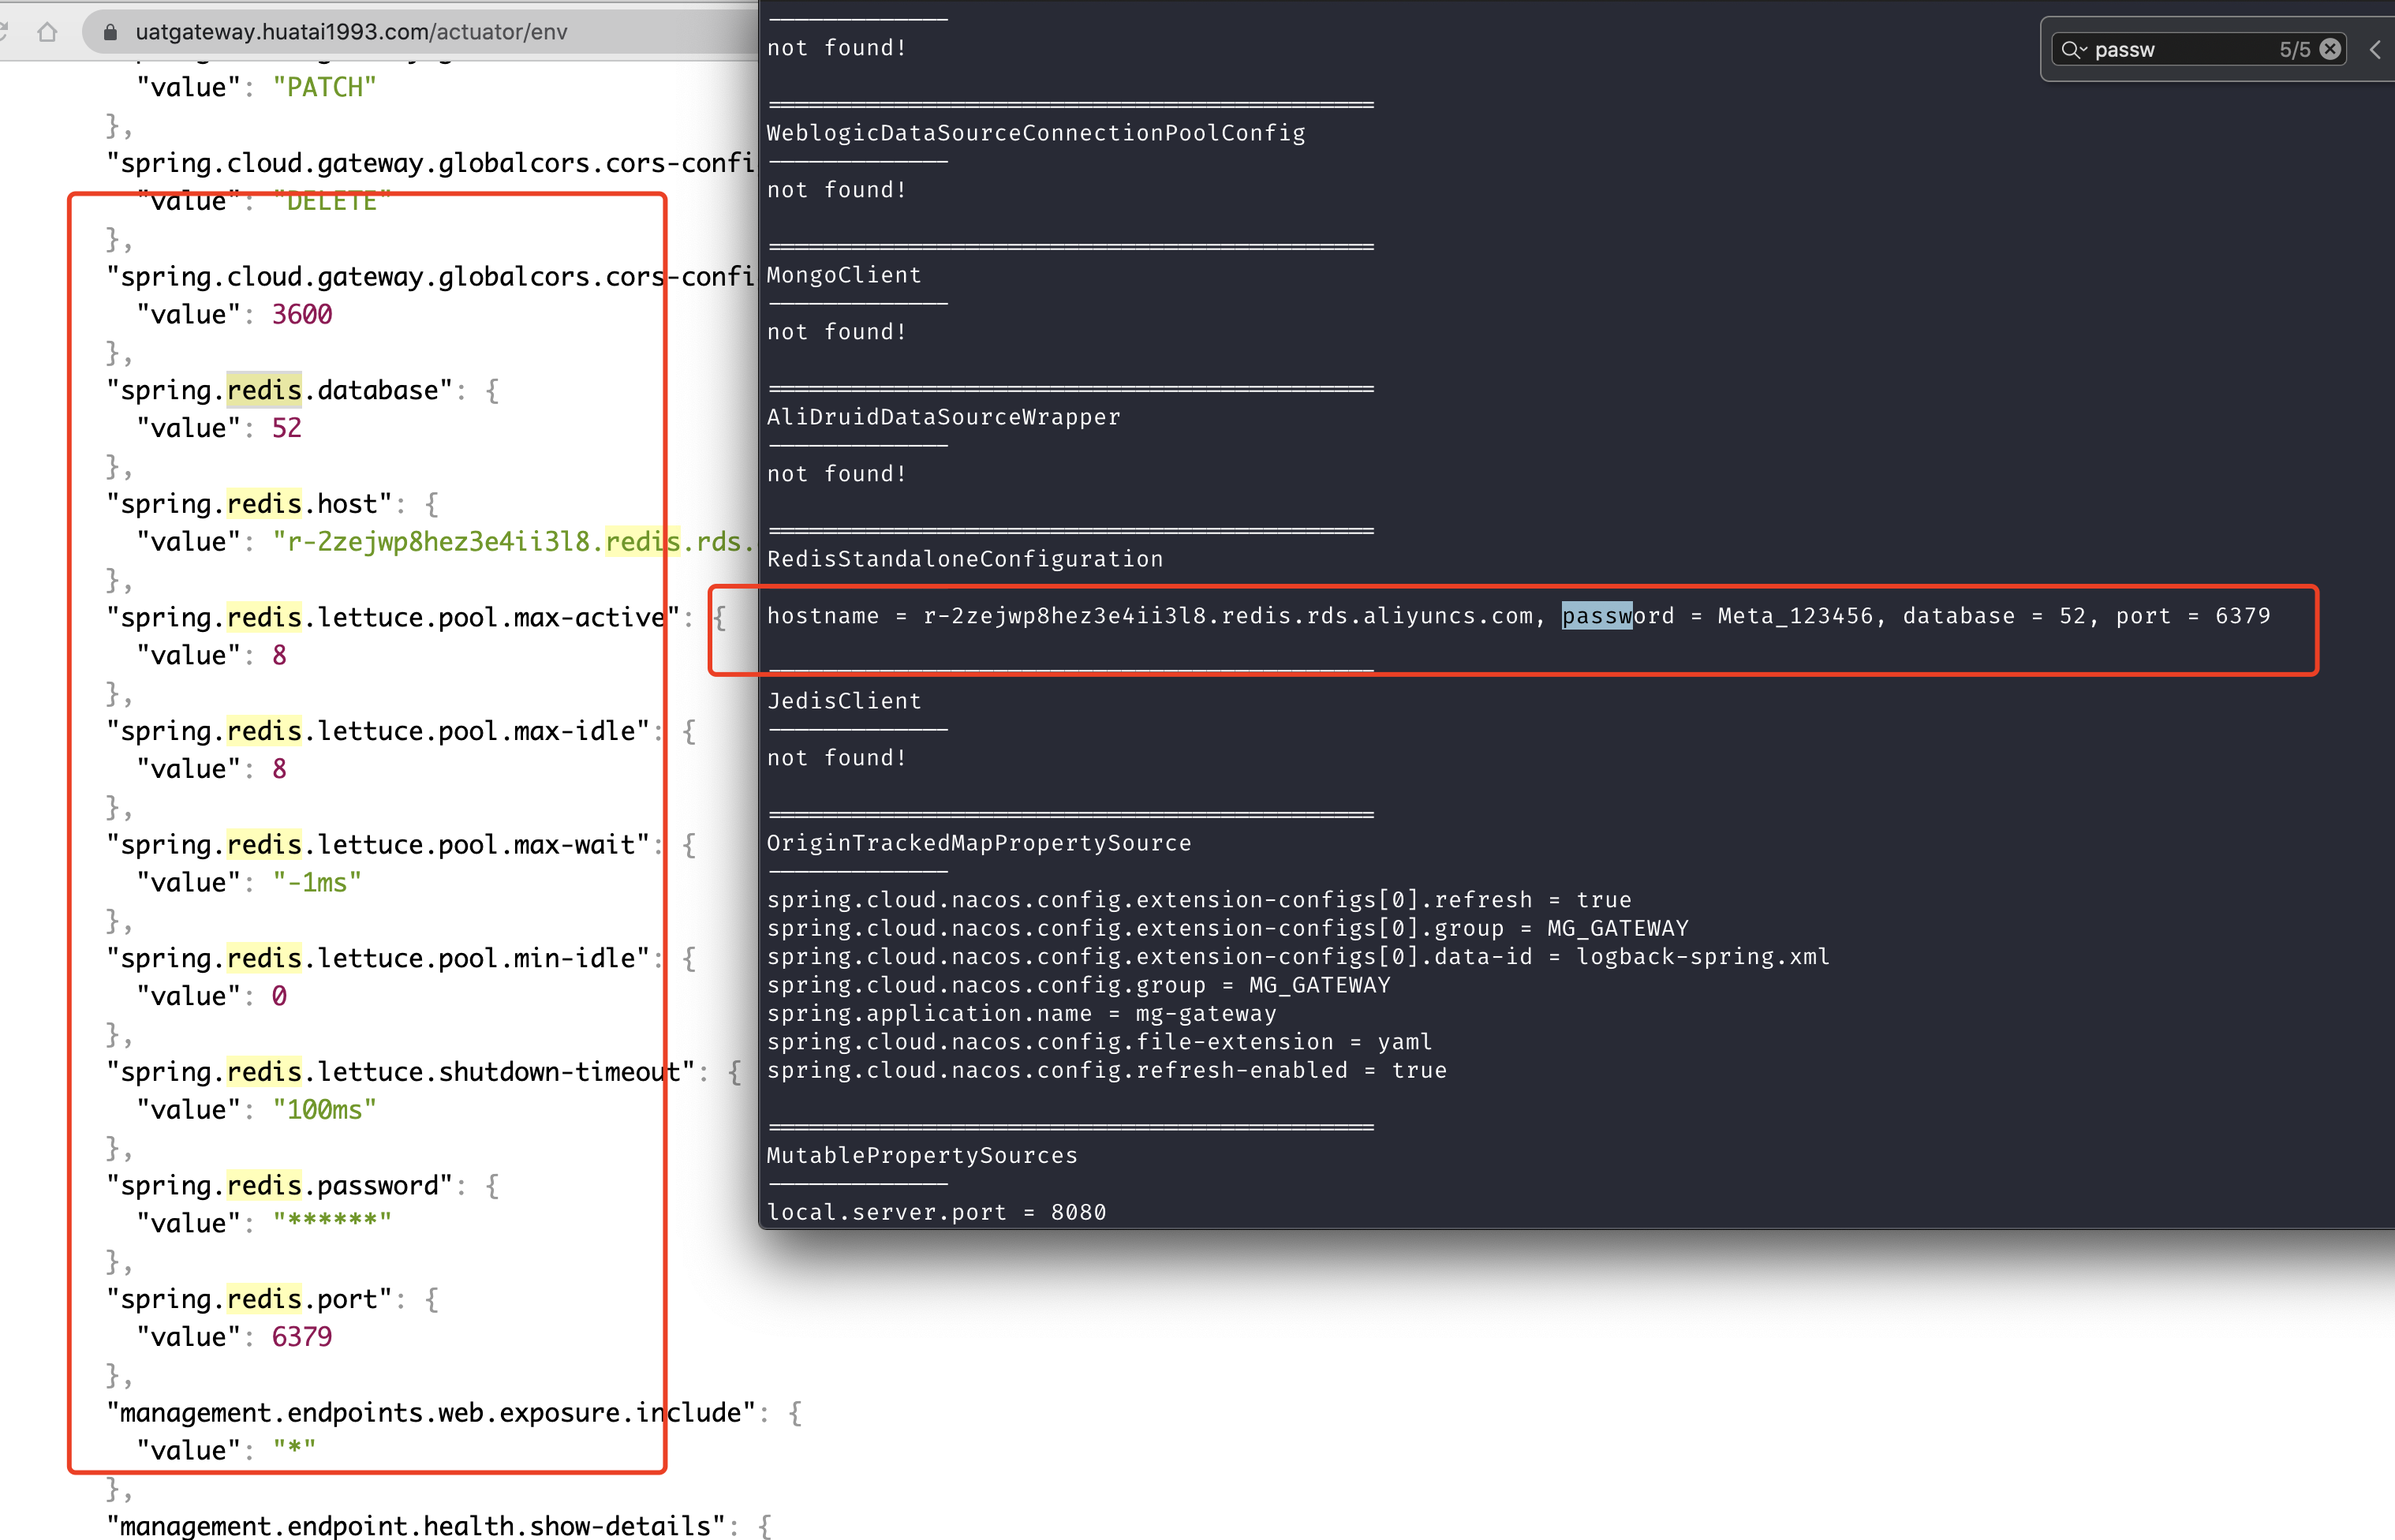 uatgateway.huatai1993.com/actuator/env
"value": "PATCH"
},
"spring.cloud.gateway.globalcors.cors-confi
"value": "DELETE"
},
"spring.cloud.gateway.globalcors.cors-confi
"value": 3600
},
"spring.redis.database": {
"value": 52
},
"spring.redis.host": {
"value": "r-2zejwp8hez3e4ii3l8.redis.rds.
},
"spring.redis.lettuce.pool.max-active": {
"value": 8
},
"spring.redis.lettuce.pool.max-idle": {
"value": 8
},
"spring.redis.lettuce.pool.max-wait": {
"value": "-1ms"
},
"spring.redis.lettuce.pool.min-idle": {
"value": 0
},
"spring.redis.lettuce.shutdown-timeout": {
"value": "100ms"
},
"spring.redis.password": {
"value": "******"
},
"spring.redis.port": {
"value": 6379
},
"management.endpoints.web.exposure.include": {
"value": "*"
},
"management.endpoint.health.show-details": {
-------------
not found!
===========================================
WeblogicDataSourceConnectionPoolConfig
-------------
not found!
===========================================
MongoClient
-------------
not found!
===========================================
AliDruidDataSourceWrapper
-------------
not found!
===========================================
RedisStandaloneConfiguration
hostname = r-2zejwp8hez3e4ii3l8.redis.rds.aliyuncs.com, password = Meta_123456, database = 52, port = 6379
===========================================
JedisClient
-------------
not found!
===========================================
OriginTrackedMapPropertySource
-------------
spring.cloud.nacos.config.extension-configs[0].refresh = true
spring.cloud.nacos.config.extension-configs[0].group = MG_GATEWAY
spring.cloud.nacos.config.extension-configs[0].data-id = logback-spring.xml
spring.cloud.nacos.config.group = MG_GATEWAY
spring.application.name = mg-gateway
spring.cloud.nacos.config.file-extension = yaml
spring.cloud.nacos.config.refresh-enabled = true
===========================================
MutablePropertySources
-------------
local.server.port = 8080
passw 5/5